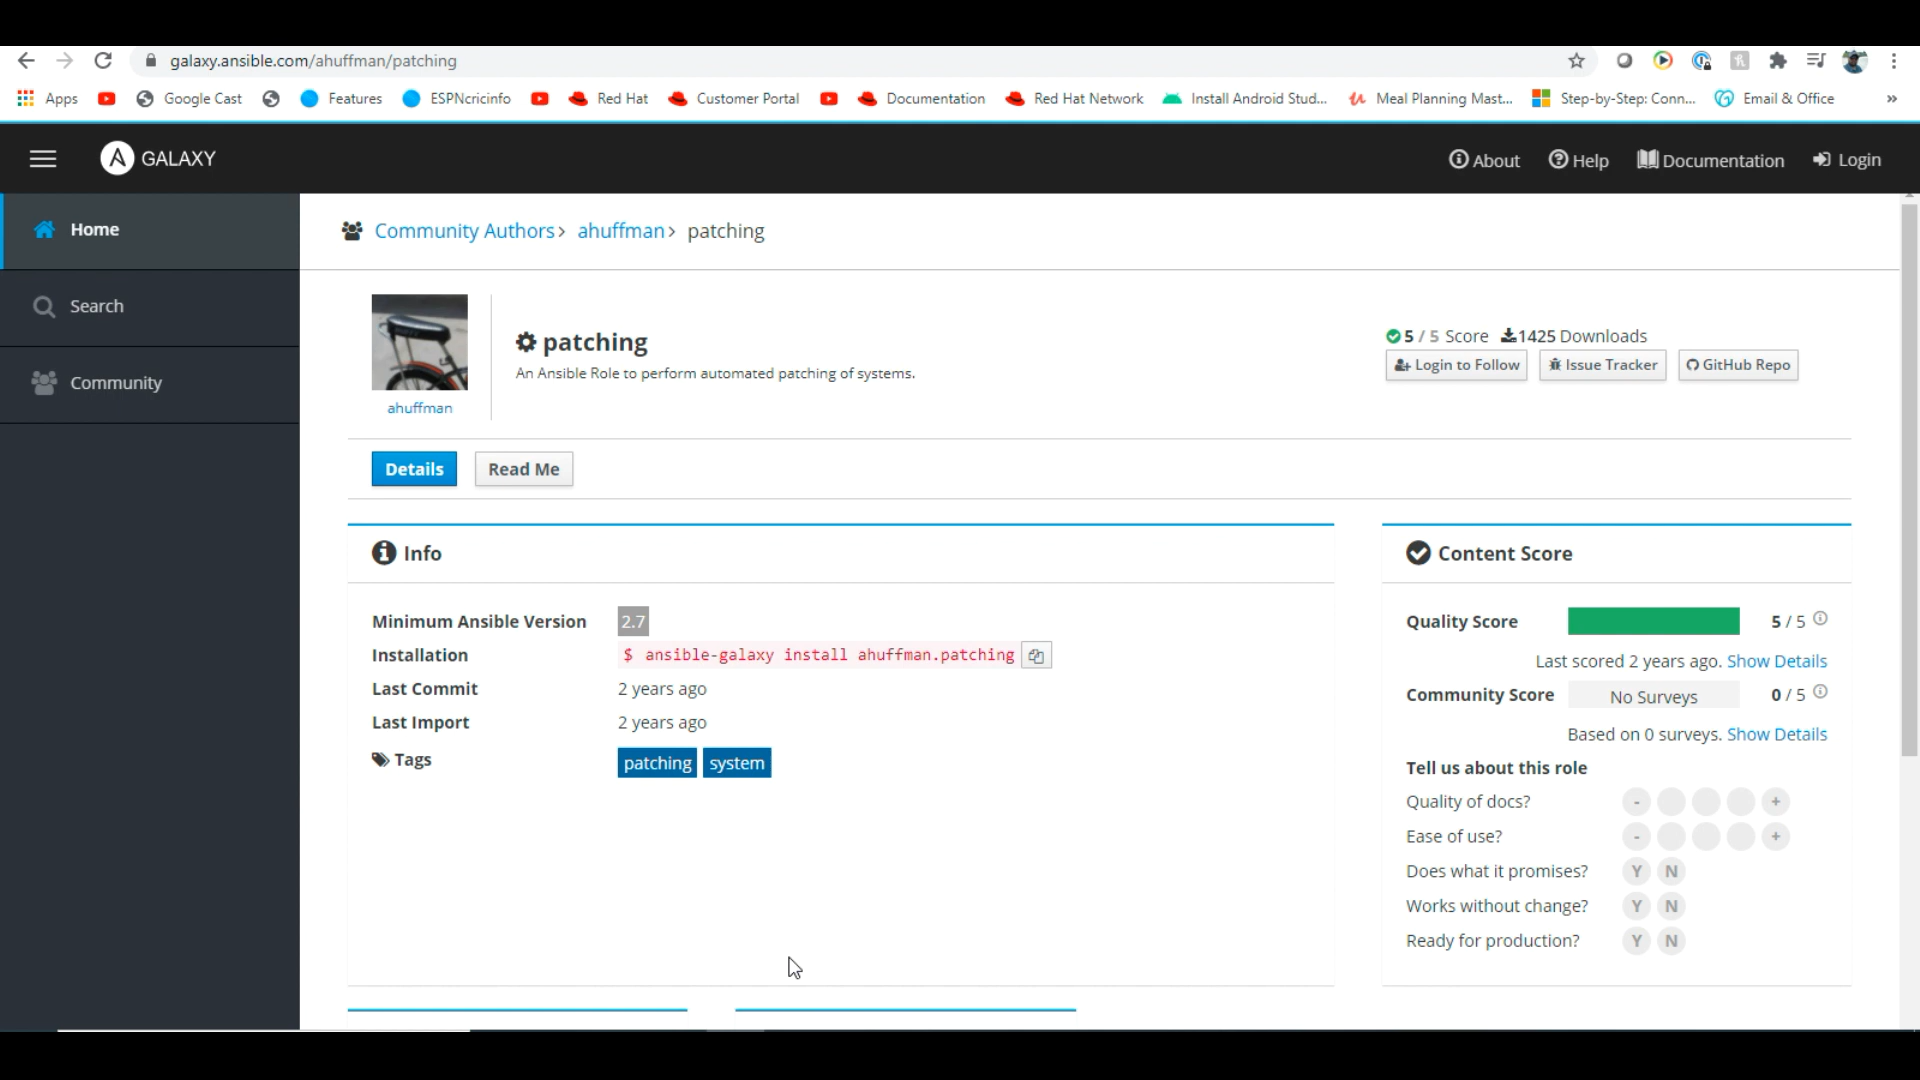 galaxy.ansible.com/ahuffman/patching
Apps Google Cast Features ESPNcricinfo Red Hat Customer Portal Documentation Red Hat Network Install Android Stud... Meal Planning Mast... Step-by-Step: Conn... Email & Office »
GALAXY About Help Documentation Login
Home
Search
Community
Community Authors › ahuffman › patching
patching
An Ansible Role to perform automated patching of systems.
ahuffman
5 / 5 Score 1425 Downloads
Login to Follow Issue Tracker GitHub Repo
Details Read Me
Info
Minimum Ansible Version 2.7
Installation $ ansible-galaxy install ahuffman.patching
Last Commit 2 years ago
Last Import 2 years ago
Tags patching system
Content Score
Quality Score 5 / 5
Last scored 2 years ago. Show Details
Community Score No Surveys 0 / 5
Based on 0 surveys. Show Details
Tell us about this role
Quality of docs? - +
Ease of use? - +
Does what it promises? Y N
Works without change? Y N
Ready for production? Y N